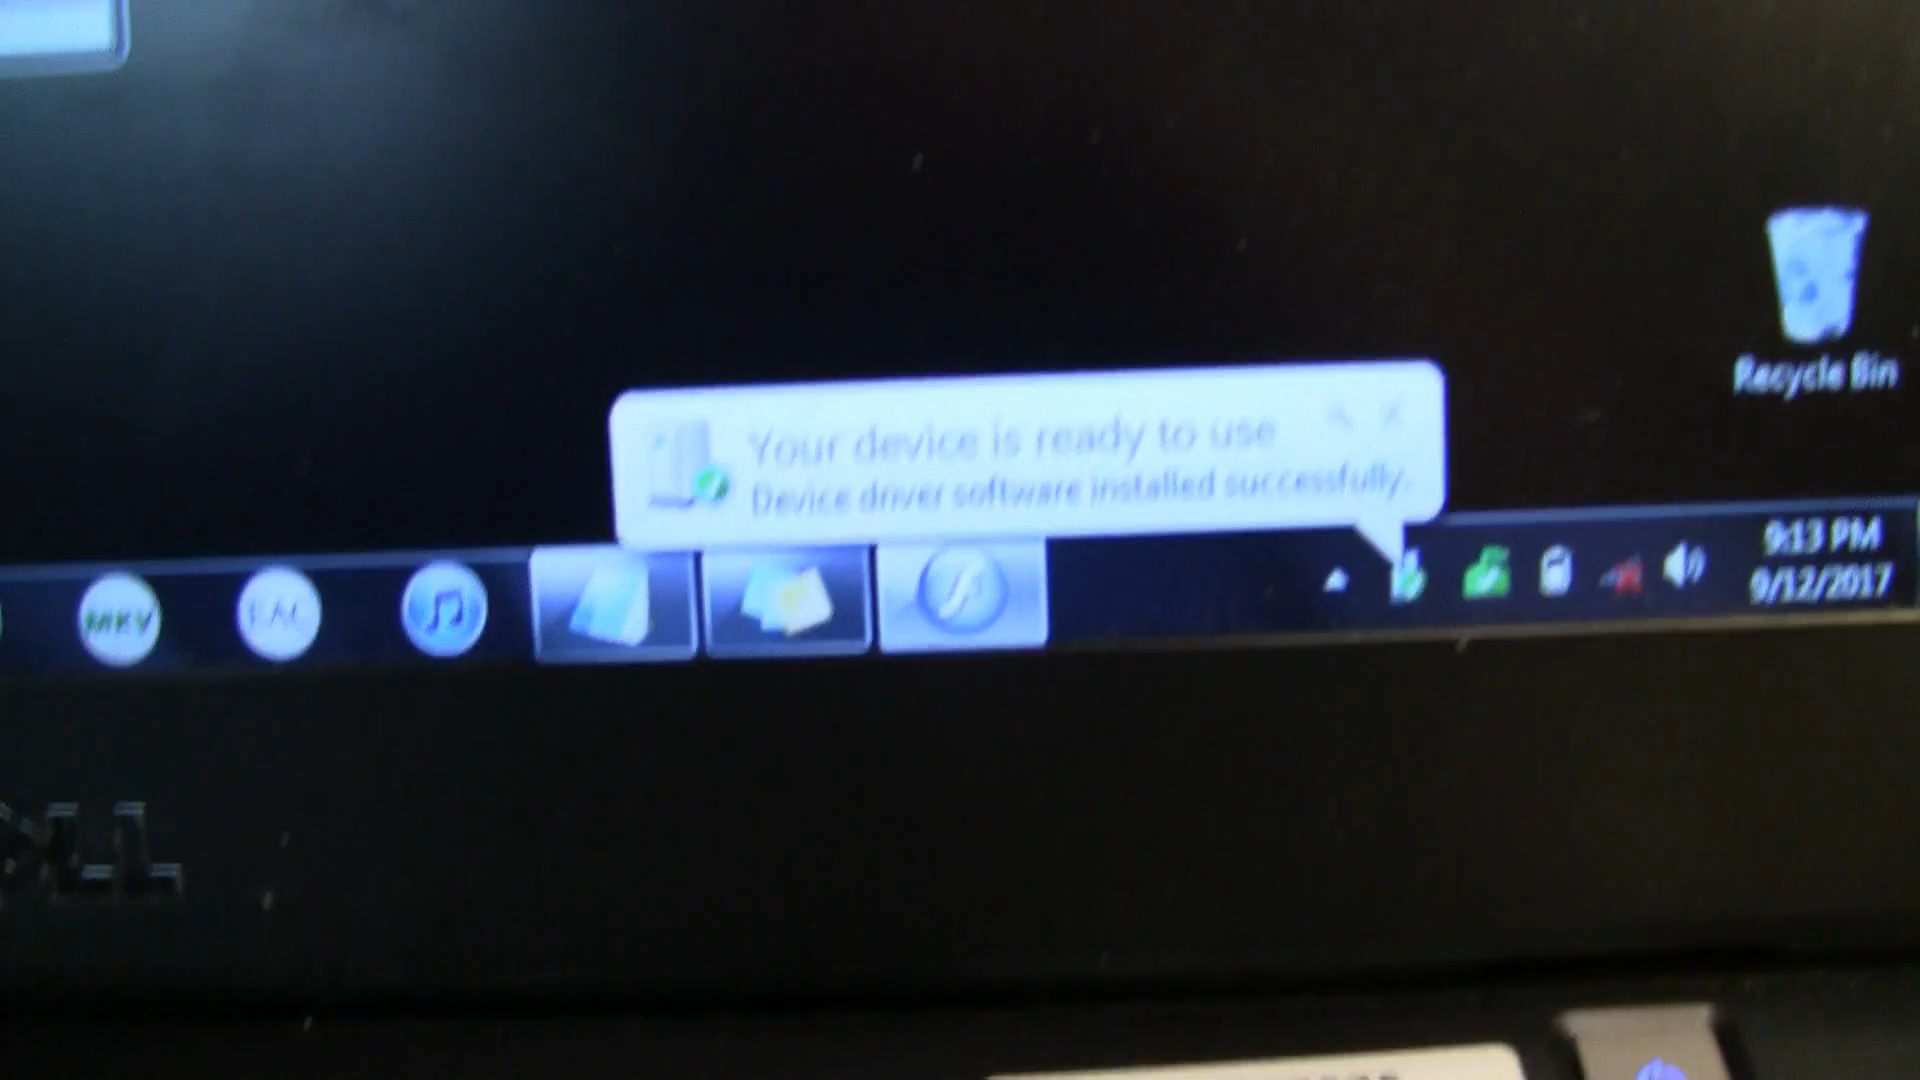 Recycle Bin
Your device is ready to use
Device driver software installed successfully.
MKV
EAC
9:13 PM
9/12/2017